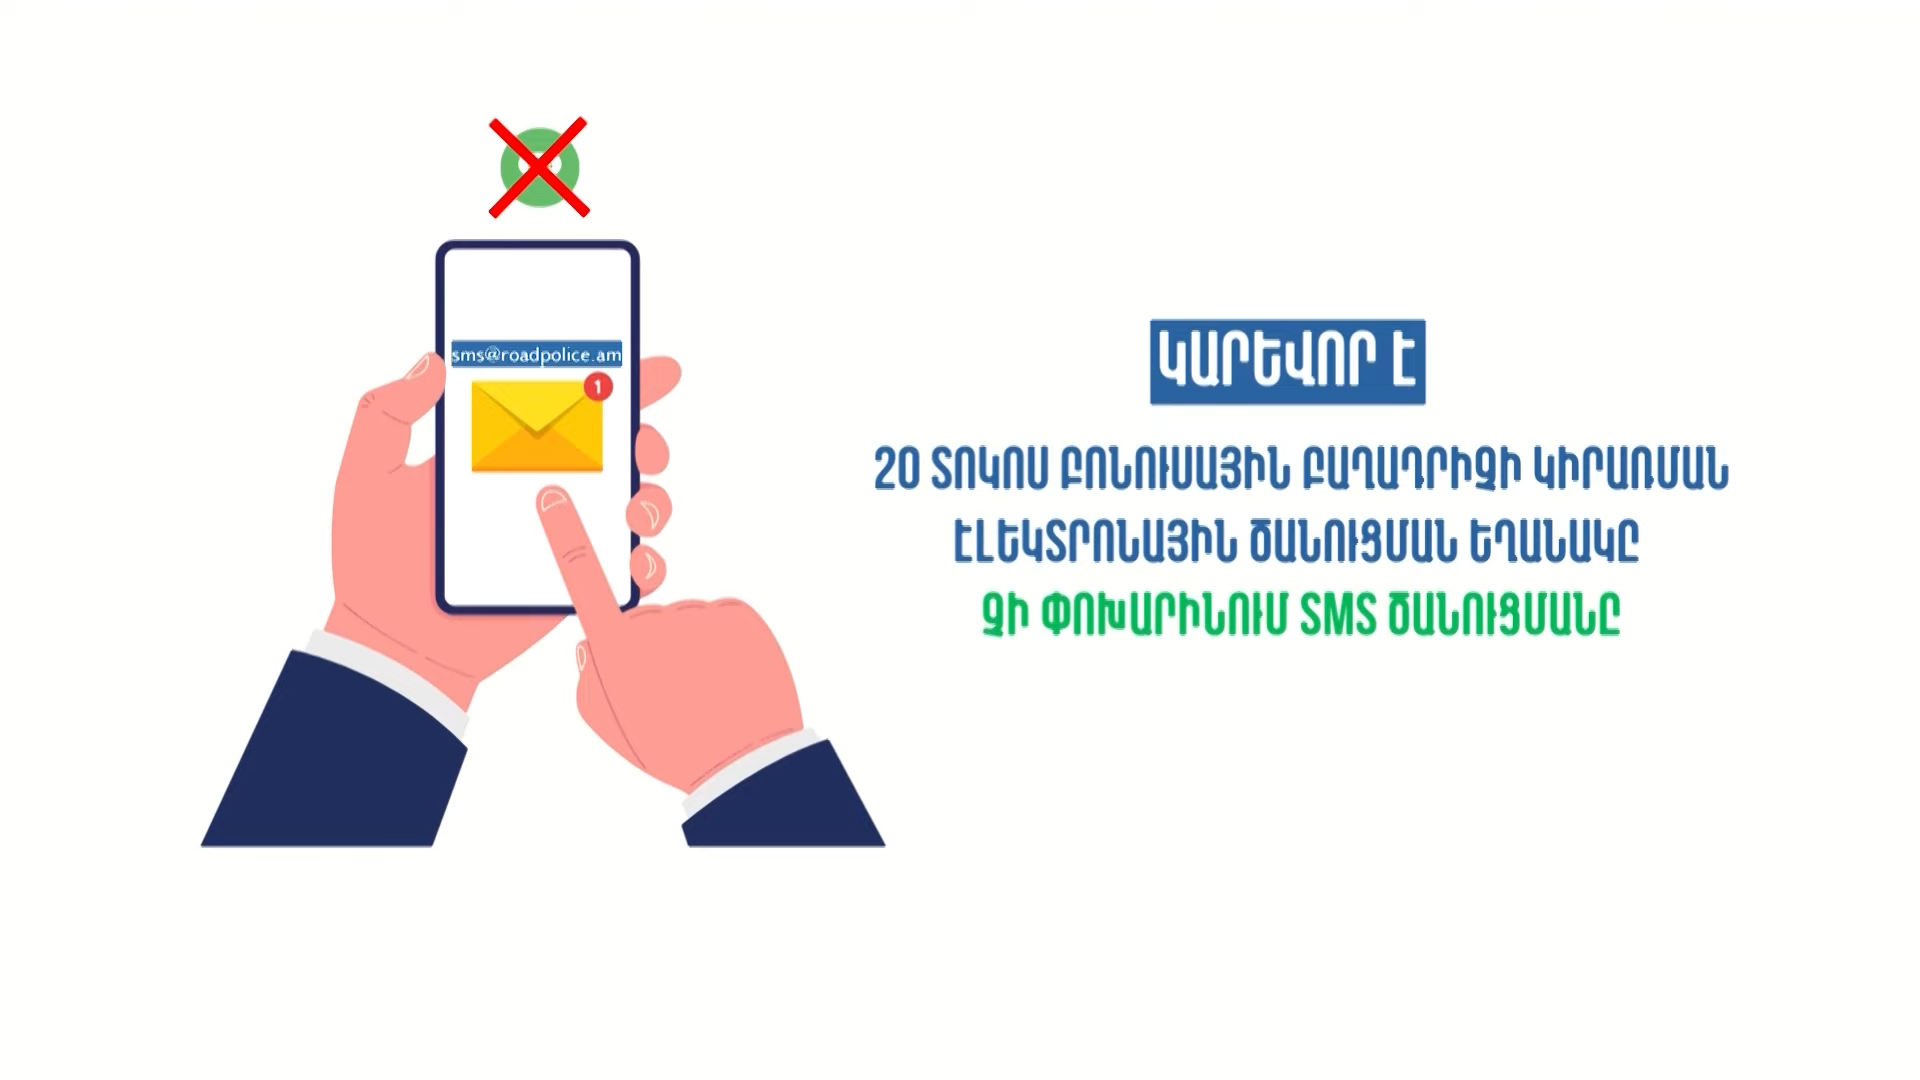 sms@roadpolice.am
1
ԿԱՐԵՎՈՐ Է
20 ՏՈԿՈՍ ԲՈՆՈՒՍԱՅԻՆ ԲԱՂԱԴՐԻՉԻ ԿԻՐԱՌՄԱՆ
ԷԼԵԿՏՐՈՆԱՅԻՆ ԾԱՆՈՒՑՄԱՆ ԵՂԱՆԱԿԸ
ՉԻ ՓՈԽԱՐԻՆՈՒՄ SMS ԾԱՆՈՒՑՄԱՆԸ